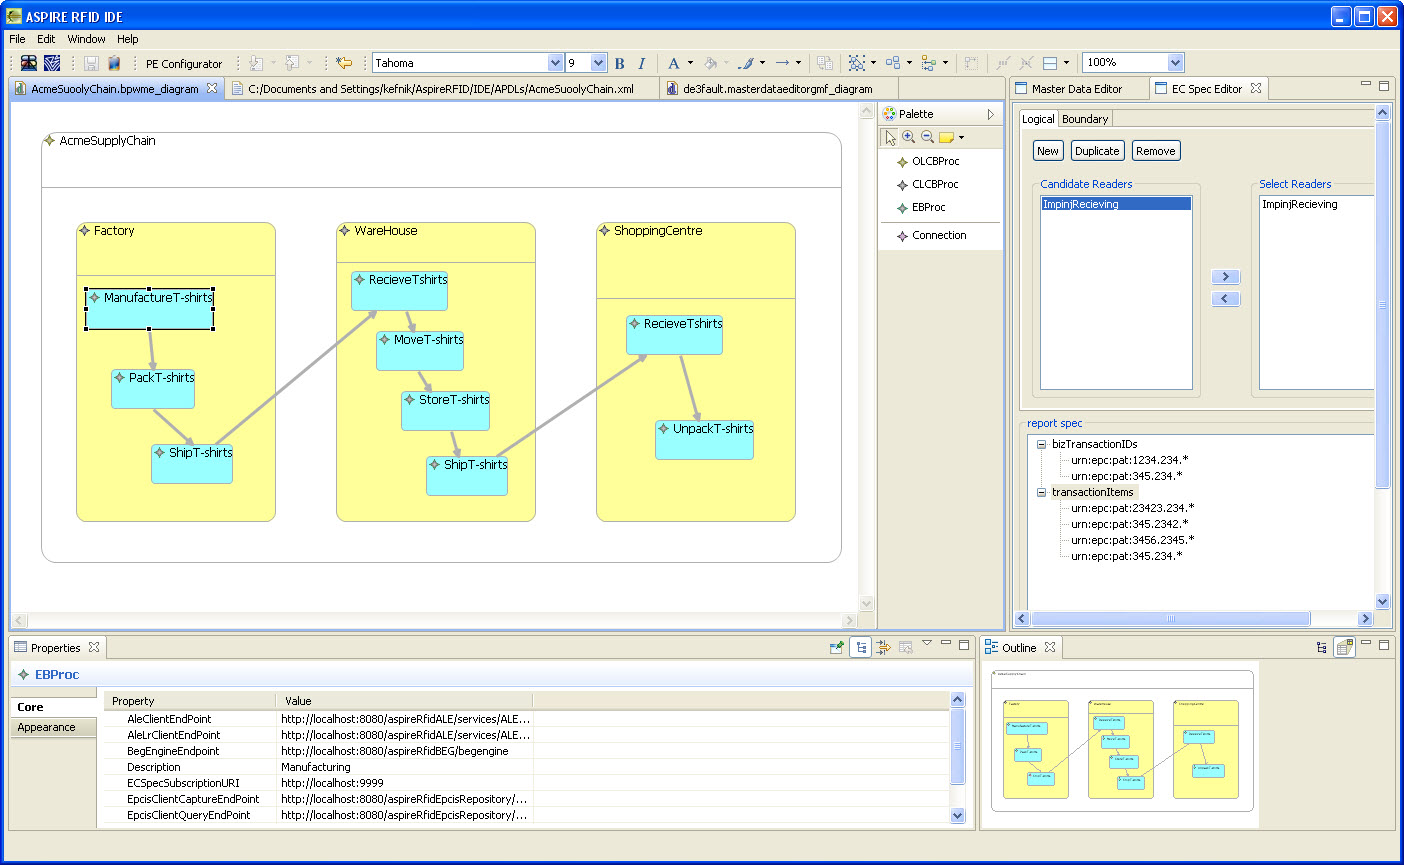 ASPIRE RFID IDE
File Edit Window Help
PE Configurator Tahoma 9 B I A 100%
AcmeSuoolyChain.bpwme_diagram C:/Documents and Settings/kefnik/AspireRFID/IDE/APDLs/AcmeSuoolyChain.xml de3fault.masterdataeditorgmf_diagram
AcmeSupplyChain
Factory
ManufactureT-shirts
PackT-shirts
ShipT-shirts
WareHouse
RecieveTshirts
MoveT-shirts
StoreT-shirts
ShipT-shirts
ShoppingCentre
RecieveTshirts
UnpackT-shirts
Palette
OLCBProc
CLCBProc
EBProc
Connection
Master Data Editor EC Spec Editor
Logical Boundary
New Duplicate Remove
Candidate Readers
ImpinjRecieving
Select Readers
ImpinjRecieving
report spec
bizTransactionIDs
urn:epc:pat:1234.234.*
urn:epc:pat:345.234.*
transactionItems
urn:epc:pat:23423.234.*
urn:epc:pat:345.2342.*
urn:epc:pat:3456.2345.*
urn:epc:pat:345.234.*
Properties
EBProc
Core
Appearance
Property Value
AleClientEndPoint http://localhost:8080/aspireRfidALE/services/ALE...
AleLrClientEndPoint http://localhost:8080/aspireRfidALE/services/ALE...
BegEngineEndpoint http://localhost:8080/aspireRfidBEG/begengine
Description Manufacturing
ECSpecSubscriptionURI http://localhost:9999
EpcisClientCaptureEndPoint http://localhost:8080/aspireRfidEpcisRepository/...
EpcisClientQueryEndPoint http://localhost:8080/aspireRfidEpcisRepository/...
Outline